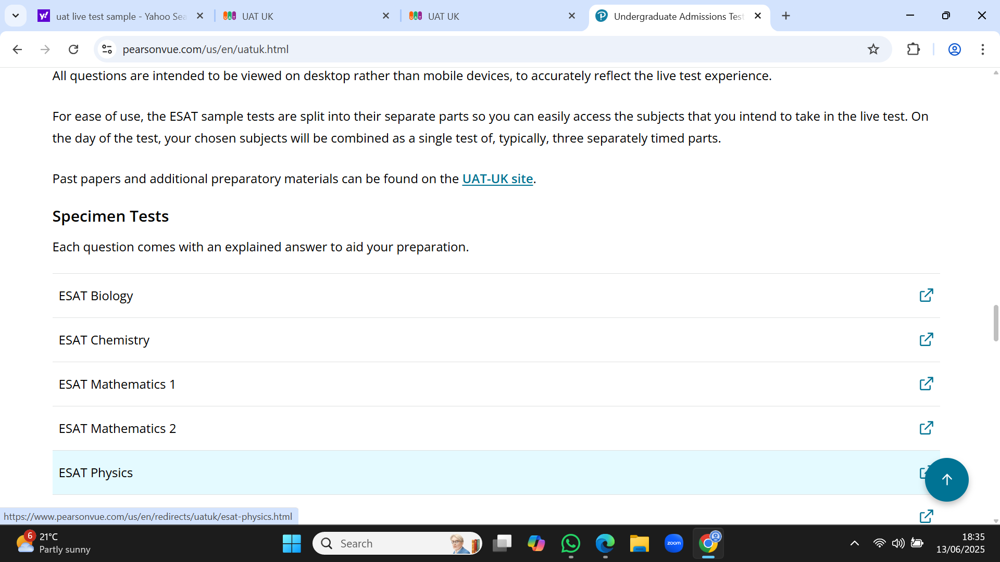 uat live test sample - Yahoo Sea
UAT UK
UAT UK
Undergraduate Admissions Test
pearsonvue.com/us/en/uatuk.html
All questions are intended to be viewed on desktop rather than mobile devices, to accurately reflect the live test experience.
For ease of use, the ESAT sample tests are split into their separate parts so you can easily access the subjects that you intend to take in the live test. On
the day of the test, your chosen subjects will be combined as a single test of, typically, three separately timed parts.
Past papers and additional preparatory materials can be found on the UAT-UK site.
Specimen Tests
Each question comes with an explained answer to aid your preparation.
ESAT Biology
ESAT Chemistry
ESAT Mathematics 1
ESAT Mathematics 2
ESAT Physics
https://www.pearsonvue.com/us/en/redirects/uatuk/esat-physics.html
6
21°C
Partly sunny
Search
zoom
18:35
13/06/2025